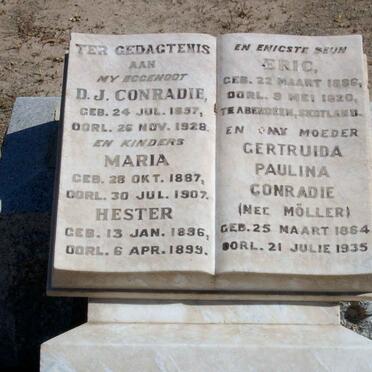 TER GEDAGTENIS
AAN
MY EGGENOOT
D.J. CONRADIE,
GEB. 24 JUL. 1857,
OORL. 26 NOV. 1928.
EN KINDERS
MARIA
GEB. 28 OKT. 1887,
OORL. 30 JUL. 1907.
HESTER
GEB. 13 JAN. 1896,
OORL. 6 APR. 1899.
EN ENIGSTE SEUN
ERIC,
GEB. 22 MAART
OORL. 8 MEI 1920,
TE ABERDEEN, SKOTLAND.
EN MY MOEDER
GERTRUIDA
PAULINA
CONRADIE
(NEE MÖLLER)
GEB. 25 MAART 1864
OORL. 21 JULIE 1935